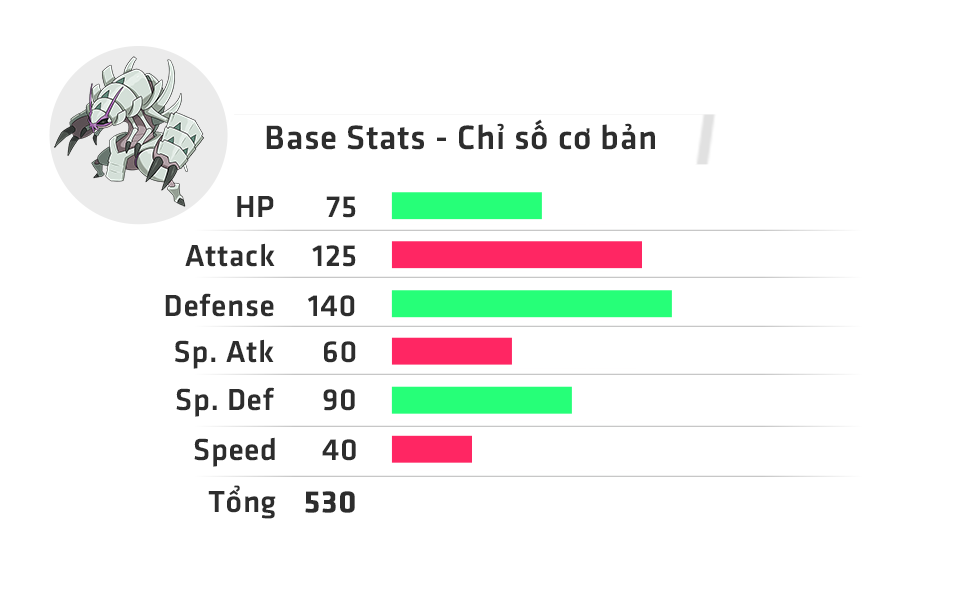 Base Stats - Chỉ số cơ bản
HP 75
Attack 125
Defense 140
Sp. Atk 60
Sp. Def 90
Speed 40
Tổng 530